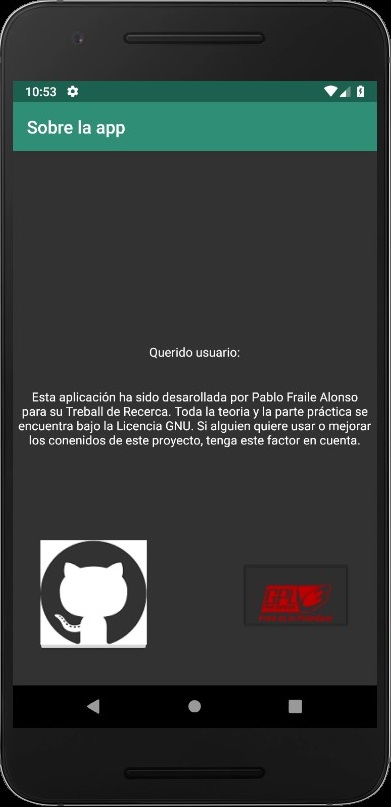 10:53
Sobre la app
Querido usuario:
Esta aplicación ha sido desarollada por Pablo Fraile Alonso
para su Treball de Recerca. Toda la teoria y la parte práctica se
encuentra bajo la Licencia GNU. Si alguien quiere usar o mejorar
los conenidos de este proyecto, tenga este factor en cuenta.
GPLV3